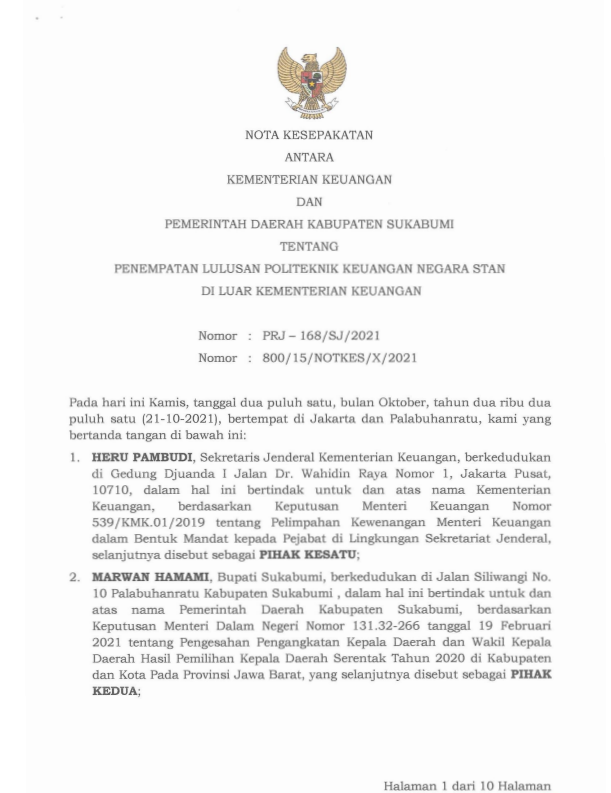 NOTA KESEPAKATAN
ANTARA
KEMENTERIAN KEUANGAN
DAN
PEMERINTAH DAERAH KABUPATEN SUKABUMI
TENTANG
PENEMPATAN LULUSAN POLITEKNIK KEUANGAN NEGARA STAN
DI LUAR KEMENTERIAN KEUANGAN
Nomor : PRJ – 168/SJ/2021
Nomor : 800/15/NOTKES/X/2021
Pada hari ini Kamis, tanggal dua puluh satu, bulan Oktober, tahun dua ribu dua
puluh satu (21-10-2021), bertempat di Jakarta dan Palabuhanratu, kami yang
bertanda tangan di bawah ini:
1. HERU PAMBUDI, Sekretaris Jenderal Kementerian Keuangan, berkedudukan
di Gedung Djuanda I Jalan Dr. Wahidin Raya Nomor 1, Jakarta Pusat,
10710, dalam hal ini bertindak untuk dan atas nama Kementerian
Keuangan, berdasarkan Keputusan Menteri Keuangan Nomor
539/KMK.01/2019 tentang Pelimpahan Kewenangan Menteri Keuangan
dalam Bentuk Mandat kepada Pejabat di Lingkungan Sekretariat Jenderal,
selanjutnya disebut sebagai PIHAK KESATU;
2. MARWAN HAMAMI, Bupati Sukabumi, berkedudukan di Jalan Siliwangi No.
10 Palabuhanratu Kabupaten Sukabumi , dalam hal ini bertindak untuk dan
atas nama Pemerintah Daerah Kabupaten Sukabumi, berdasarkan
Keputusan Menteri Dalam Negeri Nomor 131.32-266 tanggal 19 Februari
2021 tentang Pengesahan Pengangkatan Kepala Daerah dan Wakil Kepala
Daerah Hasil Pemilihan Kepala Daerah Serentak Tahun 2020 di Kabupaten
dan Kota Pada Provinsi Jawa Barat, yang selanjutnya disebut sebagai PIHAK
KEDUA;
Halaman 1 dari 10 Halaman